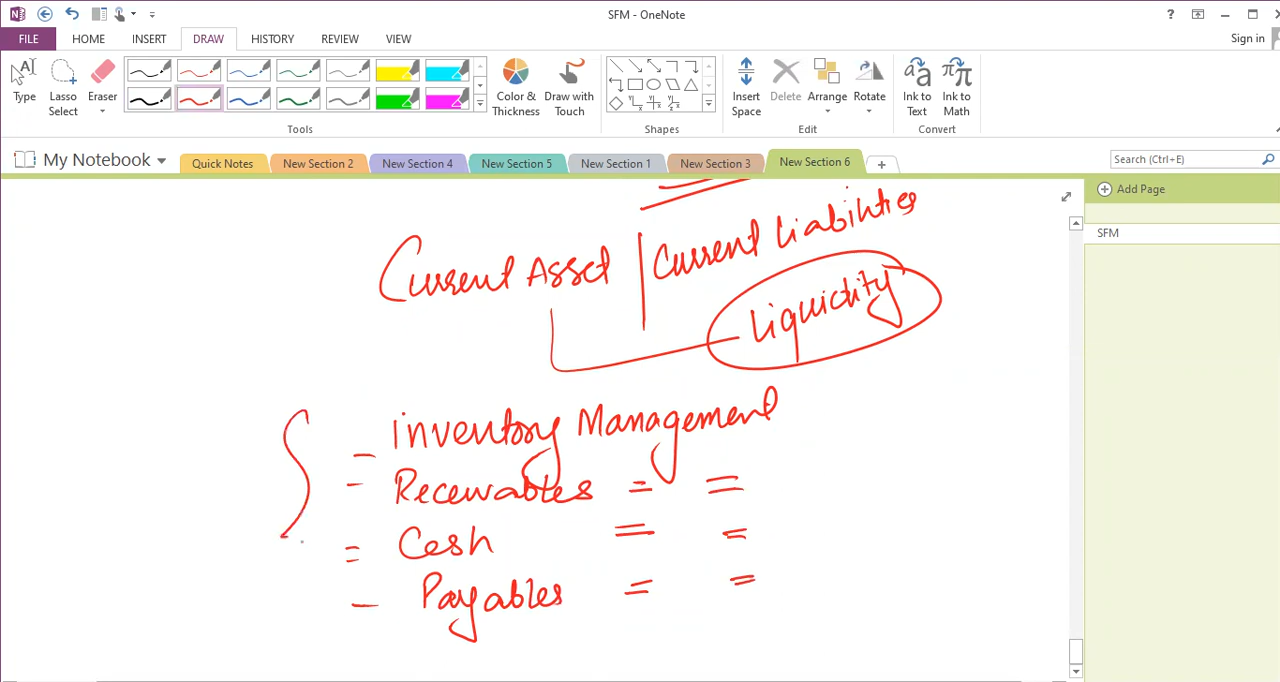 SFM - OneNote
?
Sign in
FILE HOME INSERT DRAW HISTORY REVIEW VIEW
Type
Lasso Select
Eraser
Color & Thickness
Draw with Touch
Insert Space
Delete
Arrange
Rotate
Ink to Text
Ink to Math
Tools
Shapes
Edit
Convert
My Notebook
Quick Notes New Section 2 New Section 4 New Section 5 New Section 1 New Section 3 New Section 6
Search (Ctrl+E)
Add Page
SFM
Current Asset | Current Liabilities
Liquidity
- Inventory Management
- Receivables = =
= Cash = =
- Payables = =